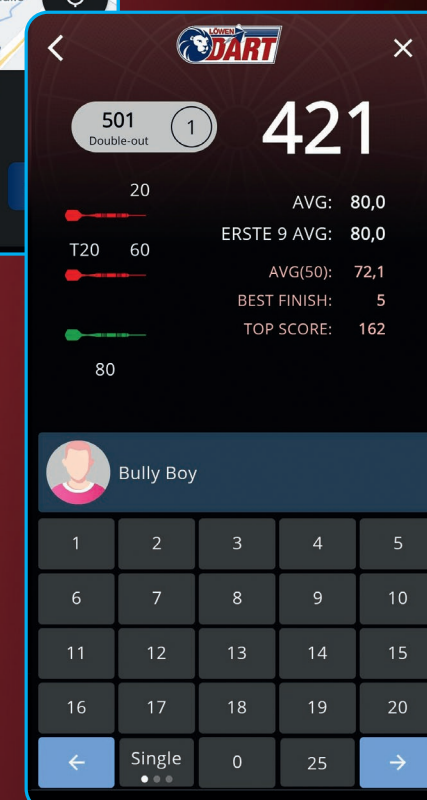 LÖWEN
DART
501
Double-out
1
421
20
T20 60
80
AVG: 80,0
ERSTE 9 AVG: 80,0
AVG(50): 72,1
BEST FINISH: 5
TOP SCORE: 162
Bully Boy
1 2 3 4 5
6 7 8 9 10
11 12 13 14 15
16 17 18 19 20
Single 0 25